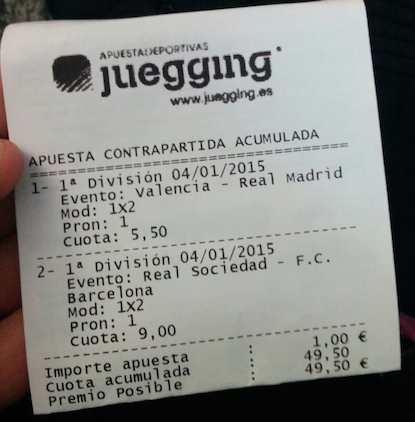 APUESTADEPORTIVAS
juegging
www.juegging.es
APUESTA CONTRAPARTIDA ACUMULADA
================================
1- 1ª División 04/01/2015
Evento: Valencia - Real Madrid
Mod: 1x2
Pron: 1
Cuota: 5,50
--------------------------------
2- 1ª División 04/01/2015
Evento: Real Sociedad - F.C.
Barcelona
Mod: 1x2
Pron: 1
Cuota: 9,00
--------------------------------
Importe apuesta : 1,00 €
Cuota acumulada : 49,50
Premio Posible : 49,50 €